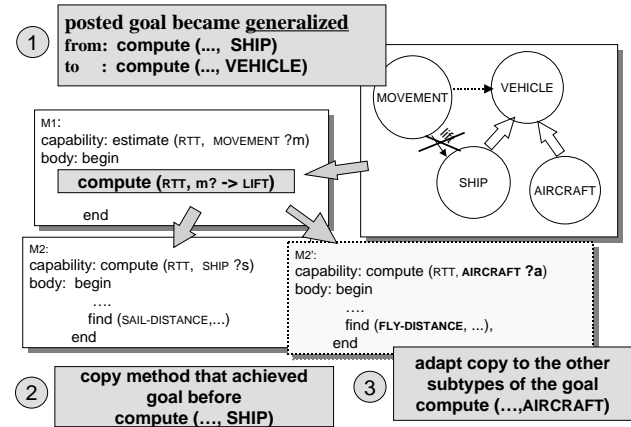 1
posted goal became generalized
from: compute (..., SHIP)
to : compute (..., VEHICLE)
MOVEMENT
VEHICLE
lift
SHIP
AIRCRAFT
M1:
capability: estimate (RTT, MOVEMENT ?m)
body: begin
compute (RTT, m? -> LIFT)
end
M2:
capability: compute (RTT, SHIP ?s)
body: begin
....
find (SAIL-DISTANCE,...)
end
M2':
capability: compute (RTT, AIRCRAFT ?a)
body: begin
....
find (FLY-DISTANCE, ...),
end
2
copy method that achieved
goal before
compute (…, SHIP)
3
adapt copy to the other
subtypes of the goal
compute (…,AIRCRAFT)